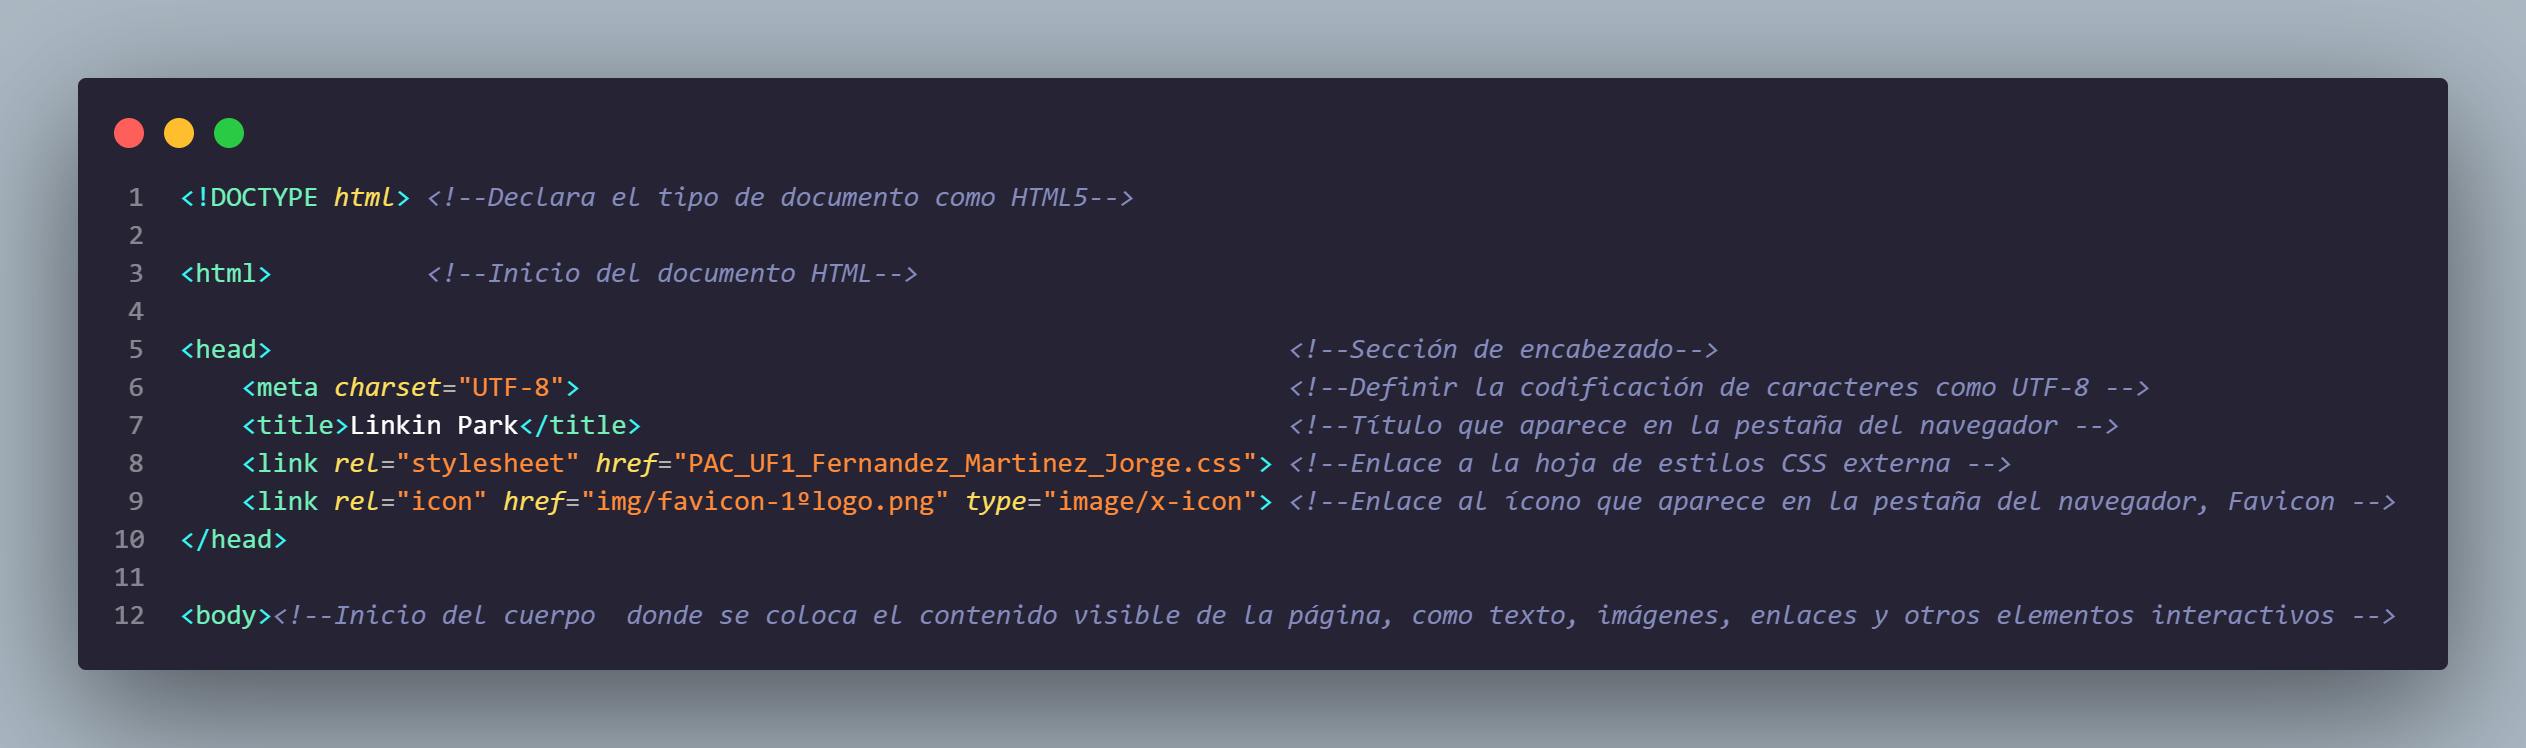 1 <!DOCTYPE html> <!--Declara el tipo de documento como HTML5-->
2
3 <html>          <!--Inicio del documento HTML-->
4
5 <head>                                                                  <!--Sección de encabezado-->
6     <meta charset="UTF-8">                                              <!--Definir la codificación de caracteres como UTF-8 -->
7     <title>Linkin Park</title>                                          <!--Título que aparece en la pestaña del navegador -->
8     <link rel="stylesheet" href="PAC_UF1_Fernandez_Martinez_Jorge.css"> <!--Enlace a la hoja de estilos CSS externa -->
9     <link rel="icon" href="img/favicon-1ºlogo.png" type="image/x-icon"> <!--Enlace al ícono que aparece en la pestaña del navegador, Favicon -->
10 </head>
11
12 <body><!--Inicio del cuerpo  donde se coloca el contenido visible de la página, como texto, imágenes, enlaces y otros elementos interactivos -->